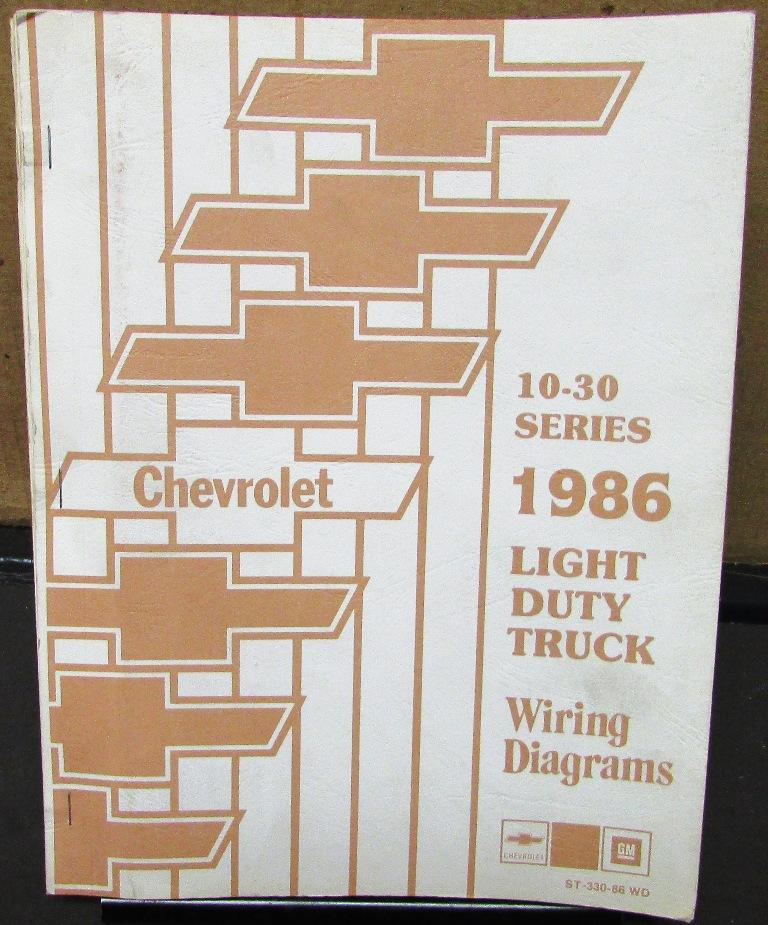 10-30
SERIES
1986
Chevrolet
LIGHT
DUTY
TRUCK
Wiring
Diagrams
CHEVROLET
GM
ST-330-86 WD